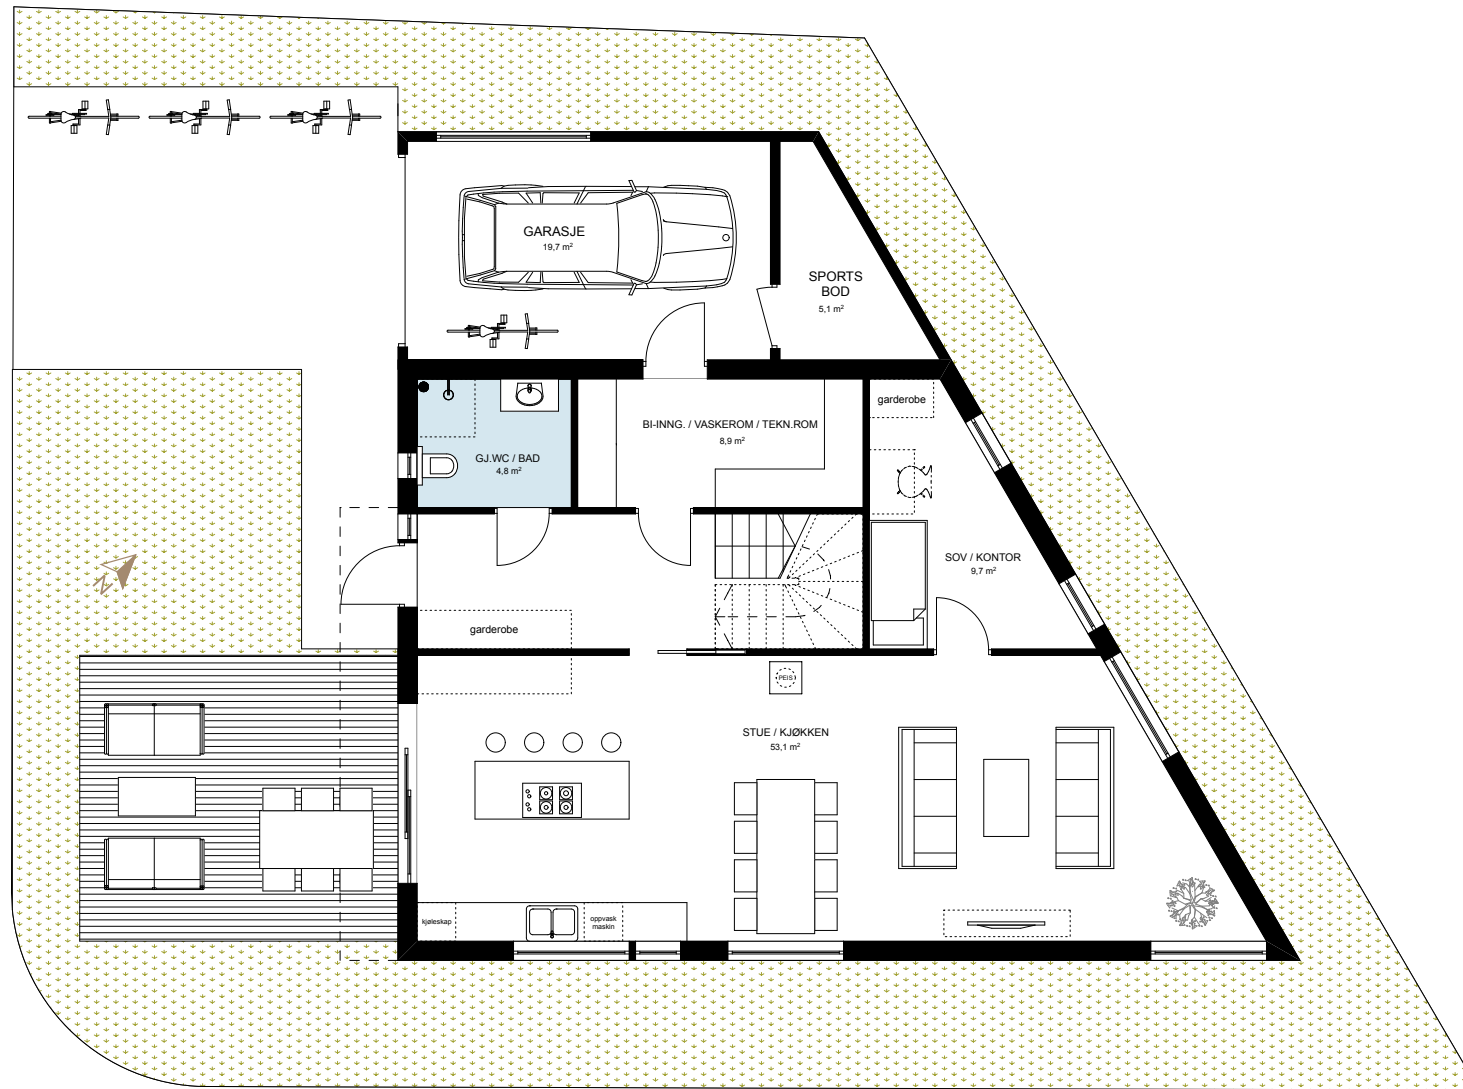 GARASJE
19,7 m²
SPORTS
BOD
5,1 m²
garderobe
BI-INNG. / VASKEROM / TEKN.ROM
8,9 m²
GJ.WC / BAD
4,8 m²
SOV / KONTOR
9,7 m²
garderobe
PEIS
STUE / KJØKKEN
53,1 m²
kjøleskap
oppvask
maskin